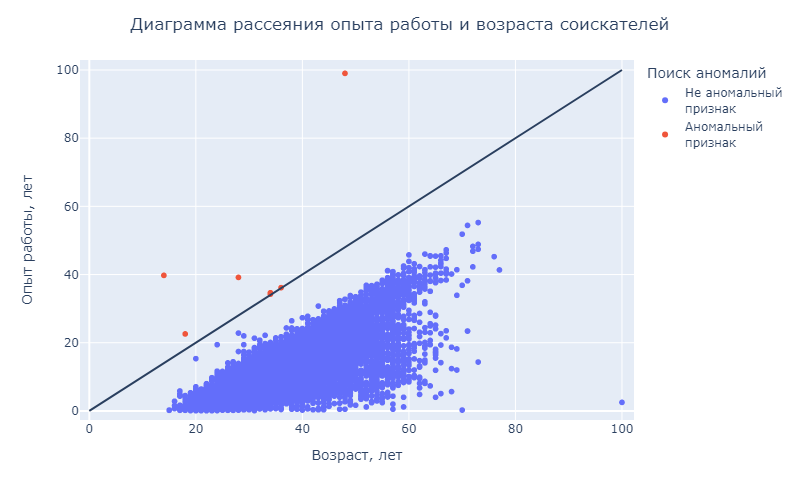 Диаграмма рассеяния опыта работы и возраста соискателей
Опыт работы, лет
100
80
60
40
20
0
0
20
40
60
80
100
Возраст, лет
Поиск аномалий
Не аномальный
признак
Аномальный
признак